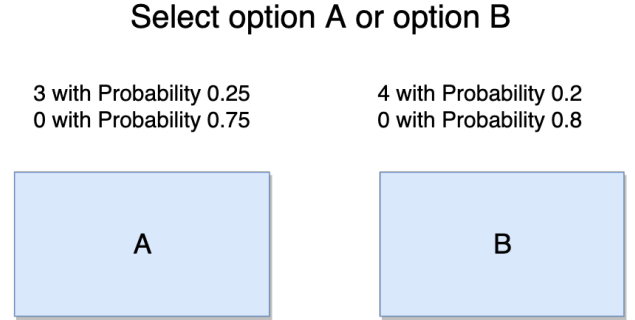 Select option A or option B
3 with Probability 0.25
0 with Probability 0.75
4 with Probability 0.2
0 with Probability 0.8
A
B